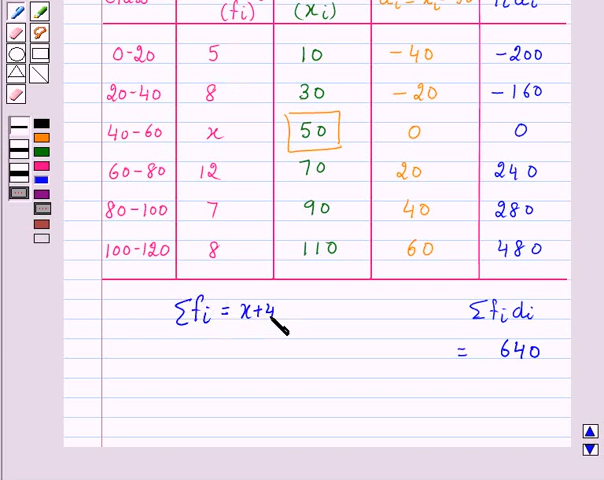 (fi) (xi) fidi
0-20 5 10 -40 -200
20-40 8 30 -20 -160
40-60 x 50 0 0
60-80 12 70 20 240
80-100 7 90 40 280
100-120 8 110 60 480
Σfi = x+4 Σfidi
= 640